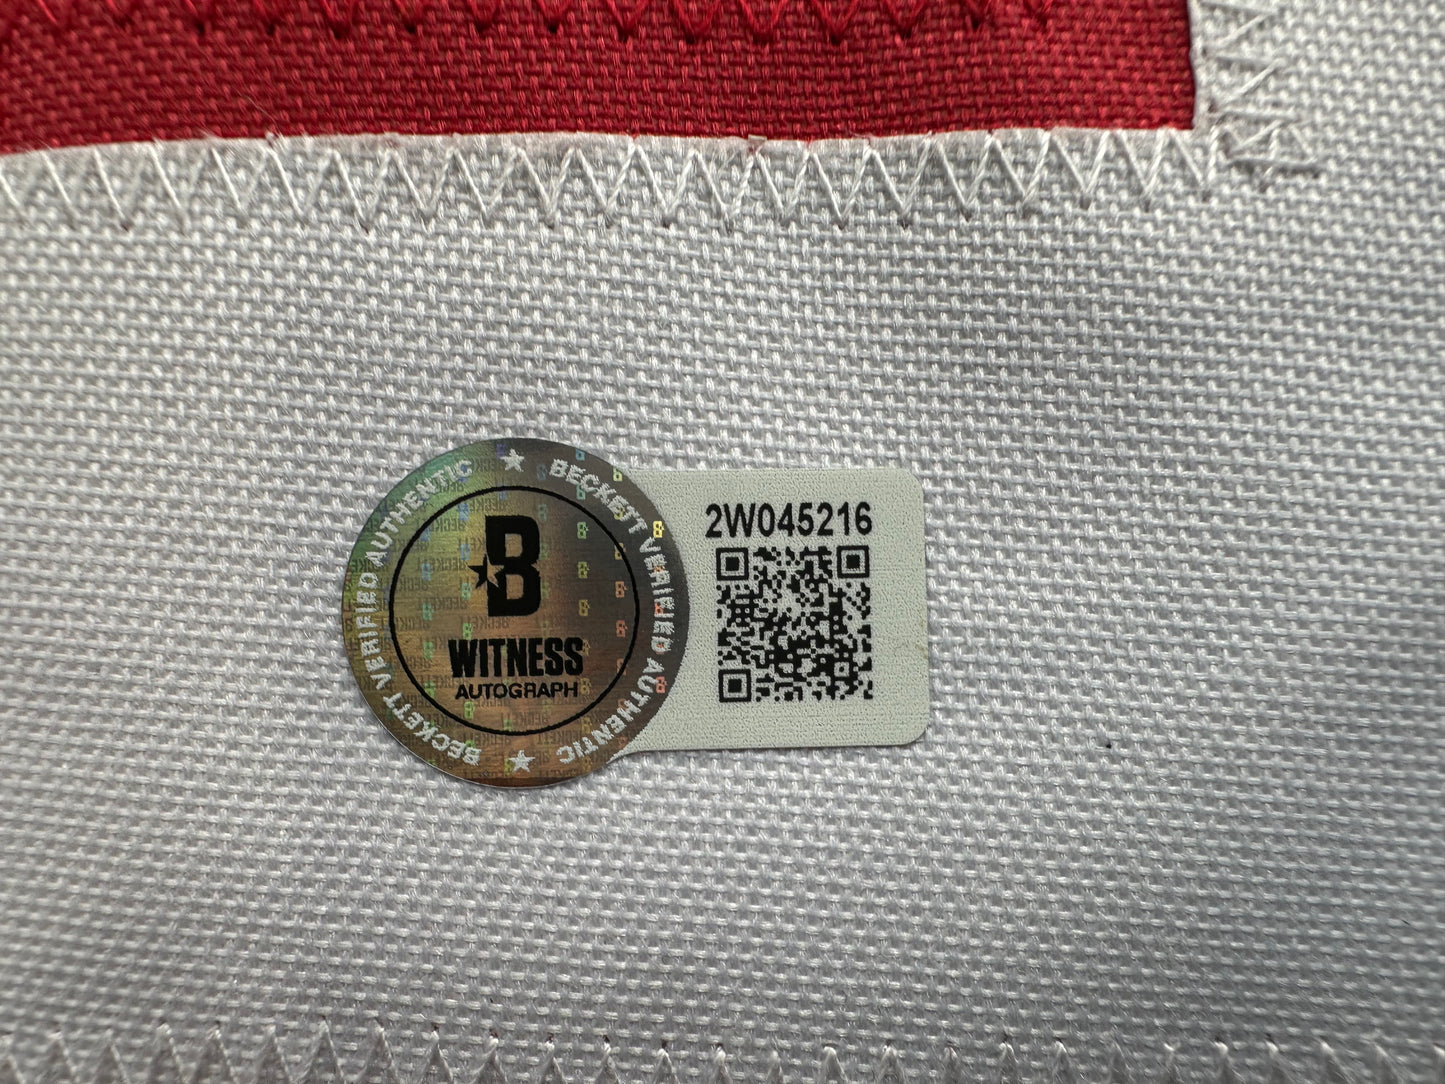 BECKETT VERIFIED AUTHENTIC ★ BECKETT VERIFIED AUTHENTIC ★
B
WITNESS
AUTOGRAPH
2W045216